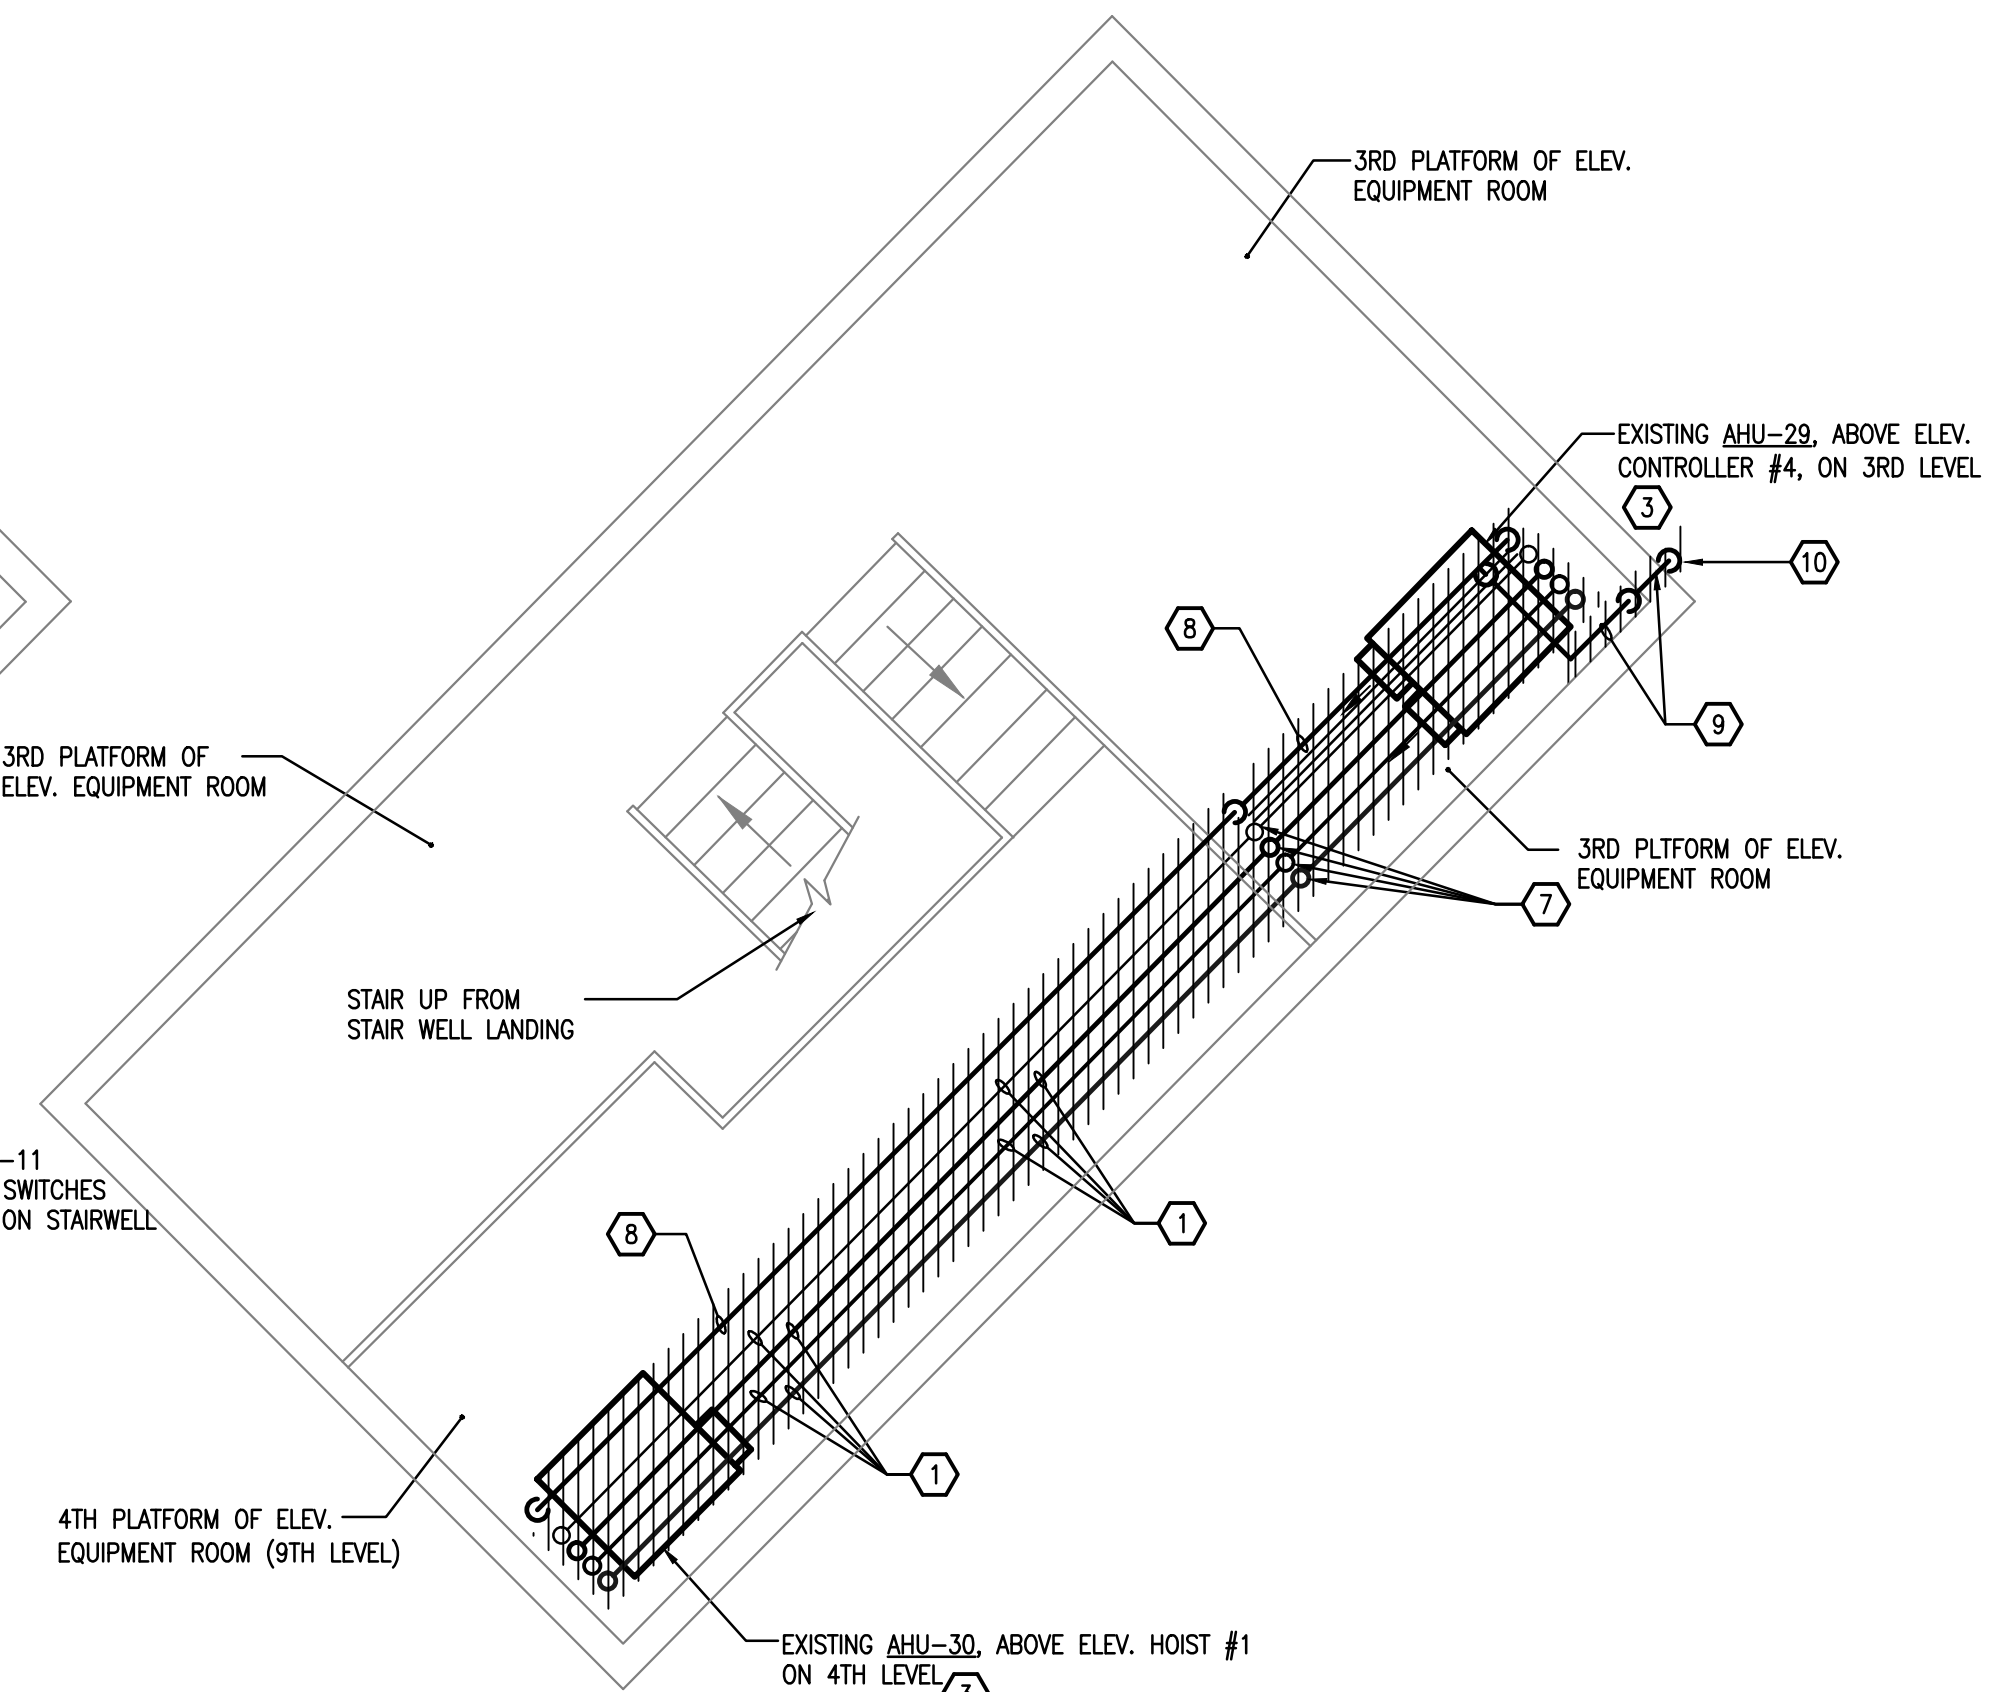 3RD PLATFORM OF ELEV.
EQUIPMENT ROOM
EXISTING AHU-29, ABOVE ELEV.
CONTROLLER #4, ON 3RD LEVEL
3
10
8
9
3RD PLATFORM OF
ELEV. EQUIPMENT ROOM
3RD PLTFORM OF ELEV.
EQUIPMENT ROOM
7
STAIR UP FROM
STAIR WELL LANDING
-11
SWITCHES
ON STAIRWELL
1
8
1
4TH PLATFORM OF ELEV.
EQUIPMENT ROOM (9TH LEVEL)
EXISTING AHU-30, ABOVE ELEV. HOIST #1
ON 4TH LEVEL